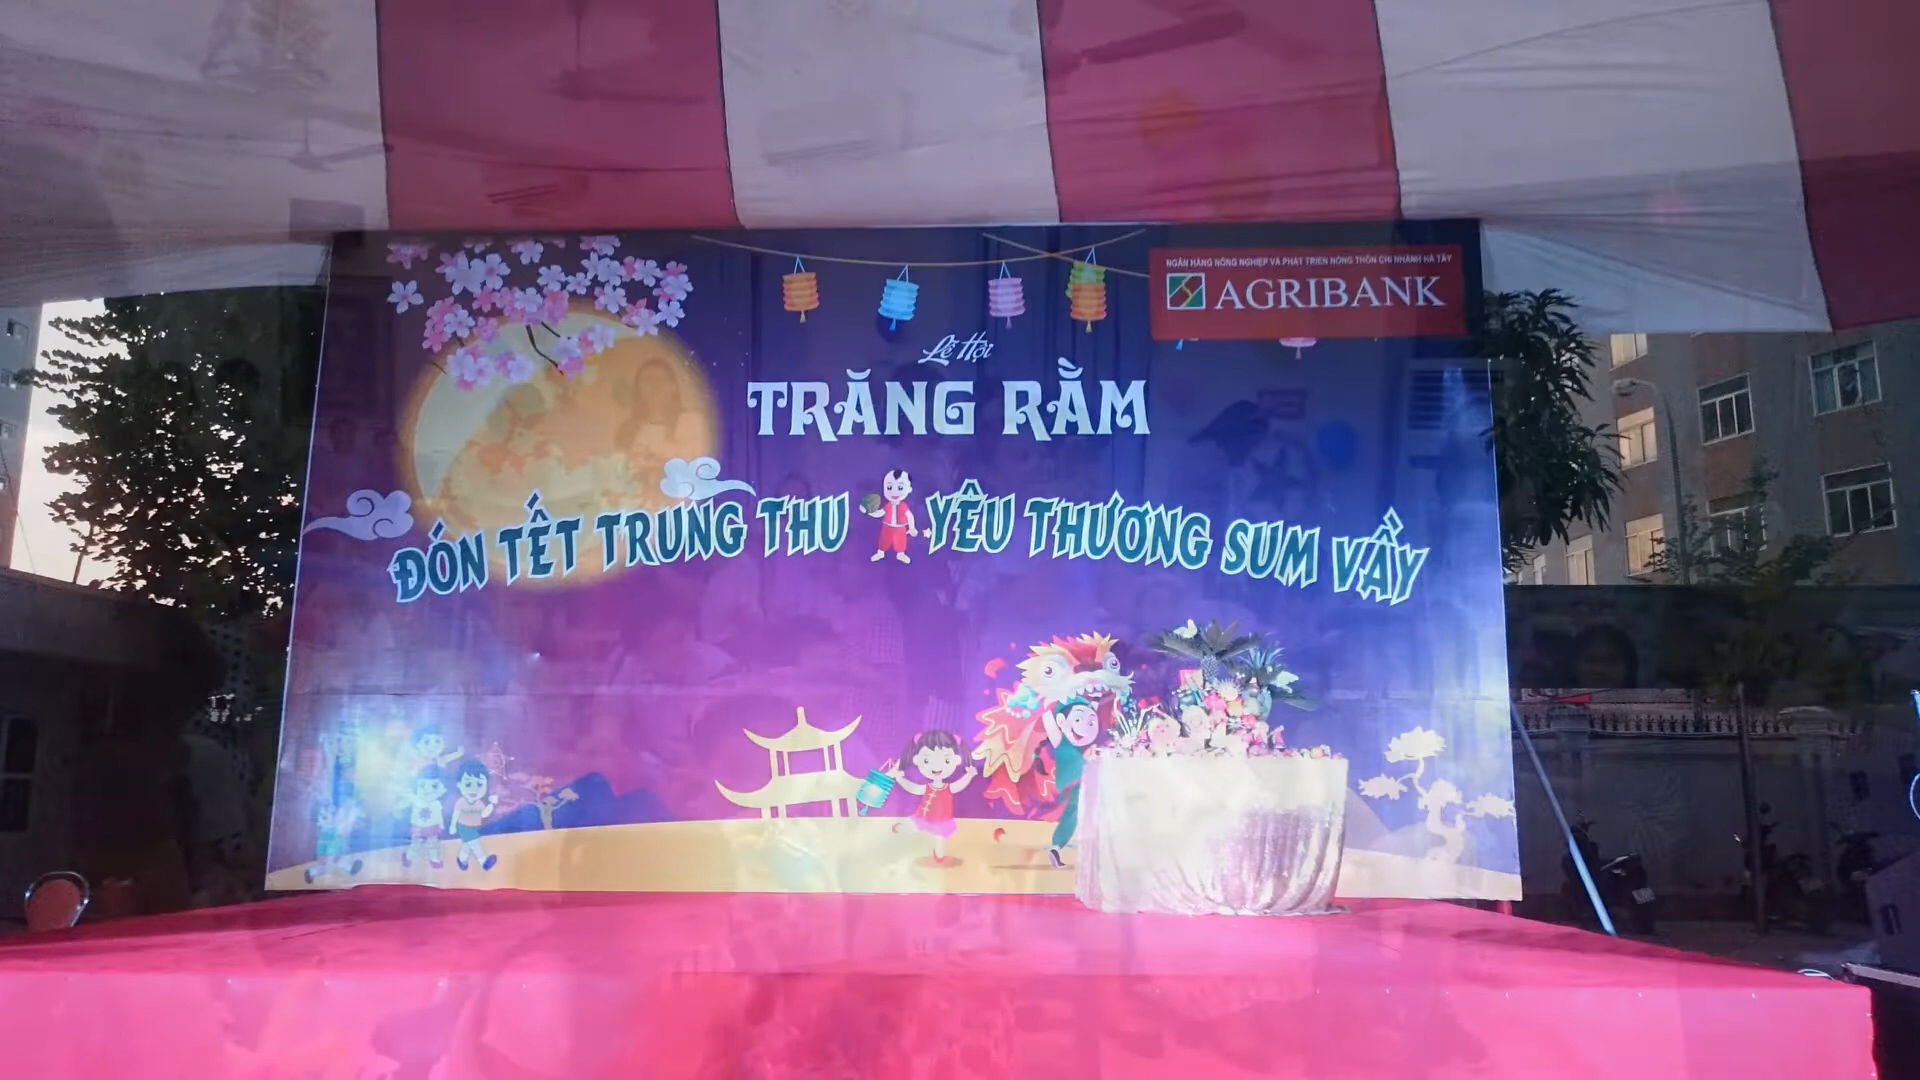 NGÂN HÀNG NÔNG NGHIỆP VÀ PHÁT TRIỂN NÔNG THÔN CHI NHÁNH HÀ TÂY
AGRIBANK
Lễ Hội
TRĂNG RẰM
ĐÓN TẾT TRUNG THU YÊU THƯƠNG SUM VẦY